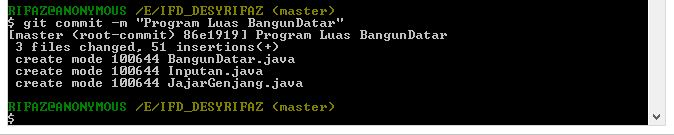 RIFAZ@ANONYMOUS /E/IFD_DESYRIFAZ (master)
$ git commit -m "Program Luas BangunDatar"
[master (root-commit) 86e1919] Program Luas BangunDatar
 3 files changed, 51 insertions(+)
 create mode 100644 BangunDatar.java
 create mode 100644 Inputan.java
 create mode 100644 JajarGenjang.java

RIFAZ@ANONYMOUS /E/IFD_DESYRIFAZ (master)
$